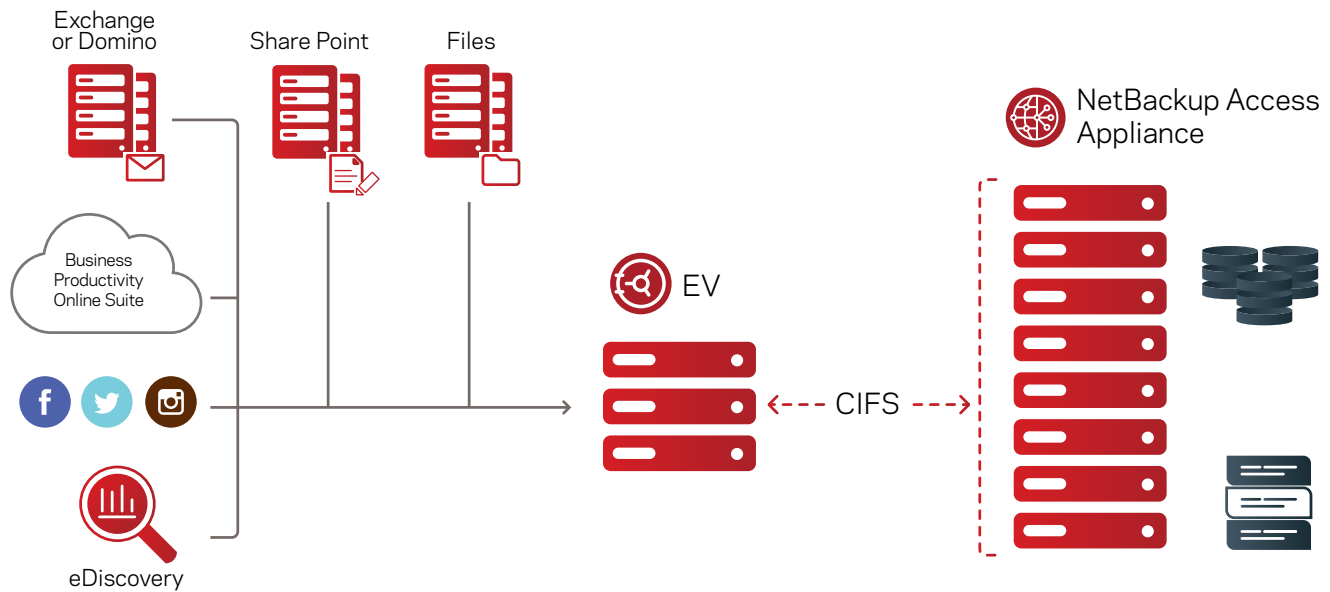 Exchange
or Domino
Share Point
Files
NetBackup Access
Appliance
Business
Productivity
Online Suite
EV
CIFS
eDiscovery